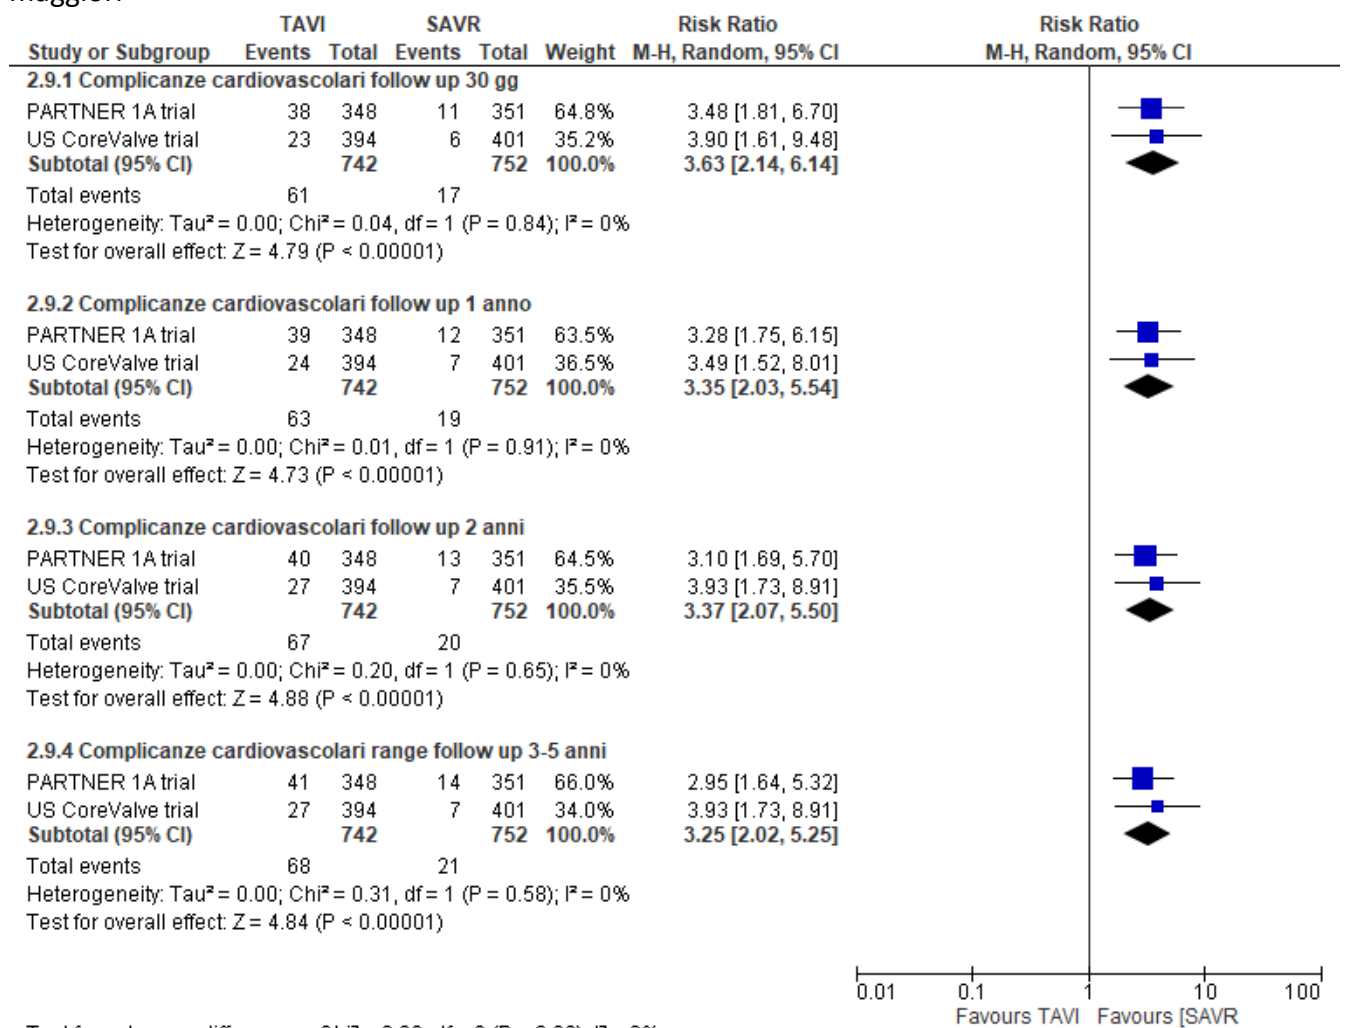 maggiori
TAVI SAVR Risk Ratio Risk Ratio
Study or Subgroup Events Total Events Total Weight M-H, Random, 95% CI M-H, Random, 95% CI
2.9.1 Complicanze cardiovascolari follow up 30 gg
PARTNER 1A trial 38 348 11 351 64.8% 3.48 [1.81, 6.70]
US CoreValve trial 23 394 6 401 35.2% 3.90 [1.61, 9.48]
Subtotal (95% CI) 742 752 100.0% 3.63 [2.14, 6.14]
Total events 61 17
Heterogeneity: Tau² = 0.00; Chi² = 0.04, df = 1 (P = 0.84); I² = 0%
Test for overall effect: Z = 4.79 (P < 0.00001)
2.9.2 Complicanze cardiovascolari follow up 1 anno
PARTNER 1A trial 39 348 12 351 63.5% 3.28 [1.75, 6.15]
US CoreValve trial 24 394 7 401 36.5% 3.49 [1.52, 8.01]
Subtotal (95% CI) 742 752 100.0% 3.35 [2.03, 5.54]
Total events 63 19
Heterogeneity: Tau² = 0.00; Chi² = 0.01, df = 1 (P = 0.91); I² = 0%
Test for overall effect: Z = 4.73 (P < 0.00001)
2.9.3 Complicanze cardiovascolari follow up 2 anni
PARTNER 1A trial 40 348 13 351 64.5% 3.10 [1.69, 5.70]
US CoreValve trial 27 394 7 401 35.5% 3.93 [1.73, 8.91]
Subtotal (95% CI) 742 752 100.0% 3.37 [2.07, 5.50]
Total events 67 20
Heterogeneity: Tau² = 0.00; Chi² = 0.20, df = 1 (P = 0.65); I² = 0%
Test for overall effect: Z = 4.88 (P < 0.00001)
2.9.4 Complicanze cardiovascolari range follow up 3-5 anni
PARTNER 1A trial 41 348 14 351 66.0% 2.95 [1.64, 5.32]
US CoreValve trial 27 394 7 401 34.0% 3.93 [1.73, 8.91]
Subtotal (95% CI) 742 752 100.0% 3.25 [2.02, 5.25]
Total events 68 21
Heterogeneity: Tau² = 0.00; Chi² = 0.31, df = 1 (P = 0.58); I² = 0%
Test for overall effect: Z = 4.84 (P < 0.00001)
0.01 0.1 1 10 100
Favours TAVI Favours [SAVR